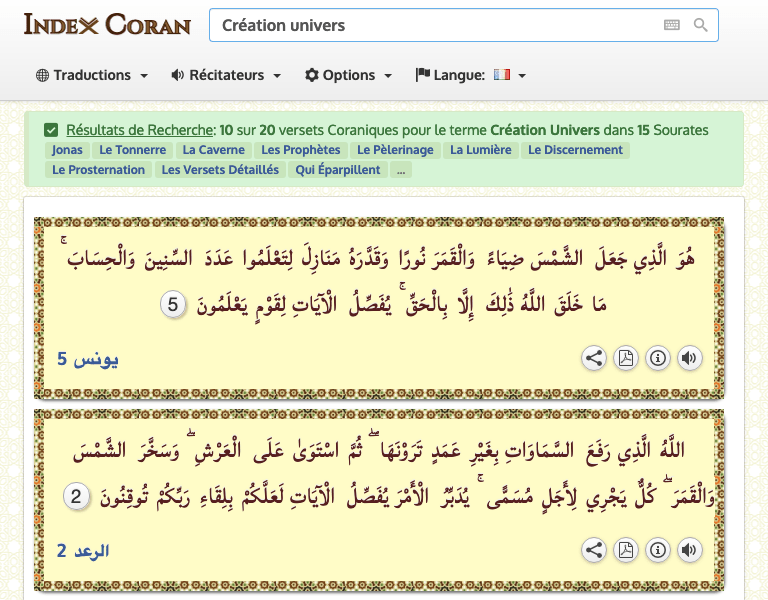 INDEX CORAN
Création univers
Traductions Récitateurs Options Langue:
Résultats de Recherche: 10 sur 20 versets Coraniques pour le terme Création Univers dans 15 Sourates
Jonas Le Tonnerre La Caverne Les Prophètes Le Pèlerinage La Lumière Le Discernement
Le Prosternation Les Versets Détaillés Qui Éparpillent ...
هُوَ الَّذِي جَعَلَ الشَّمْسَ ضِيَاءً وَالْقَمَرَ نُورًا وَقَدَّرَهُ مَنَازِلَ لِتَعْلَمُوا عَدَدَ السِّنِينَ وَالْحِسَابَ ۚ
مَا خَلَقَ اللَّهُ ذَٰلِكَ إِلَّا بِالْحَقِّ ۚ يُفَصِّلُ الْآيَاتِ لِقَوْمٍ يَعْلَمُونَ 5
يونس 5
اللَّهُ الَّذِي رَفَعَ السَّمَاوَاتِ بِغَيْرِ عَمَدٍ تَرَوْنَهَا ۖ ثُمَّ اسْتَوَىٰ عَلَى الْعَرْشِ ۖ وَسَخَّرَ الشَّمْسَ
وَالْقَمَرَ ۖ كُلٌّ يَجْرِي لِأَجَلٍ مُسَمًّى ۚ يُدَبِّرُ الْأَمْرَ يُفَصِّلُ الْآيَاتِ لَعَلَّكُمْ بِلِقَاءِ رَبِّكُمْ تُوقِنُونَ 2
الرعد 2